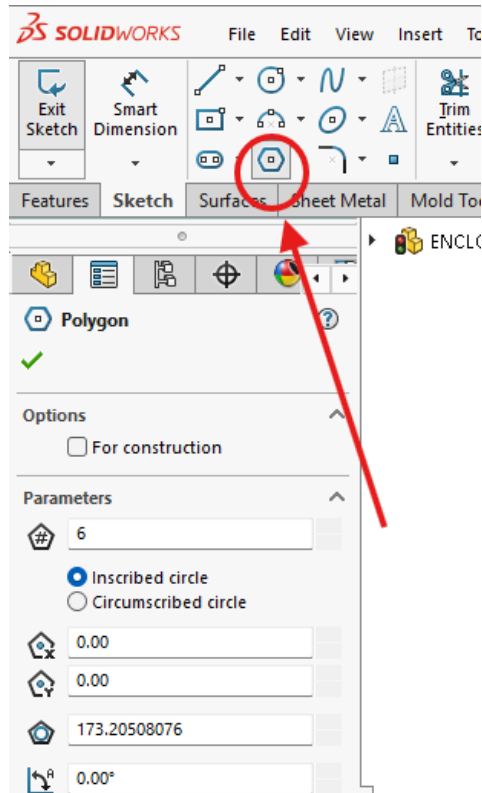 SOLIDWORKS File Edit View Insert
Exit Sketch
Smart Dimension
Trim Entities
Features Sketch Surfaces Sheet Metal Mold
Polygon
Options
For construction
Parameters
6
Inscribed circle
Circumscribed circle
0.00
0.00
173.20508076
0.00°